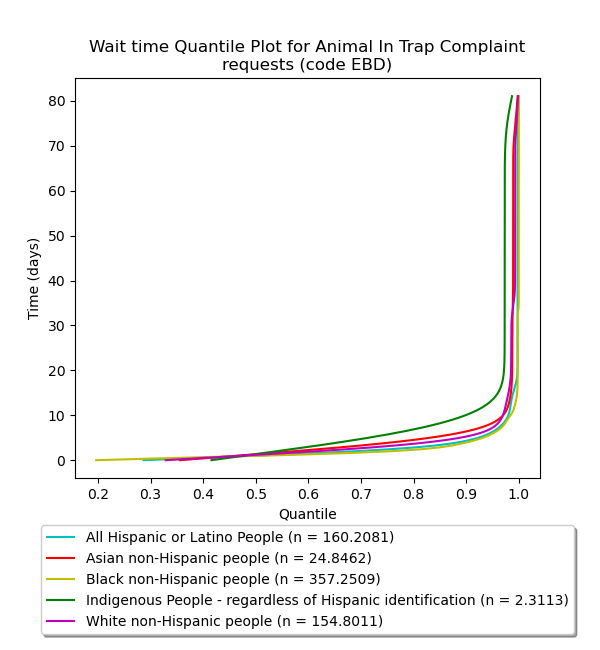 Wait time Quantile Plot for Animal In Trap Complaint
requests (code EBD)
80
70
60
50
40
30
20
10
0
Time (days)
0.2 0.3 0.4 0.5 0.6 0.7 0.8 0.9 1.0
Quantile
All Hispanic or Latino People (n = 160.2081)
Asian non-Hispanic people (n = 24.8462)
Black non-Hispanic people (n = 357.2509)
Indigenous People - regardless of Hispanic identification (n = 2.3113)
White non-Hispanic people (n = 154.8011)